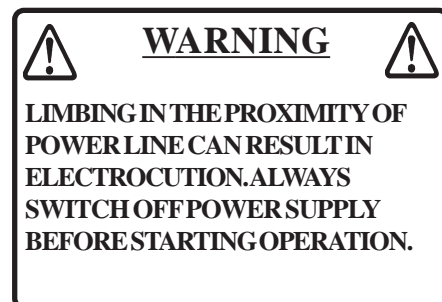 WARNING
LIMBING IN THE PROXIMITY OF
POWER LINE CAN RESULT IN
ELECTROCUTION. ALWAYS
SWITCH OFF POWER SUPPLY
BEFORE STARTING OPERATION.